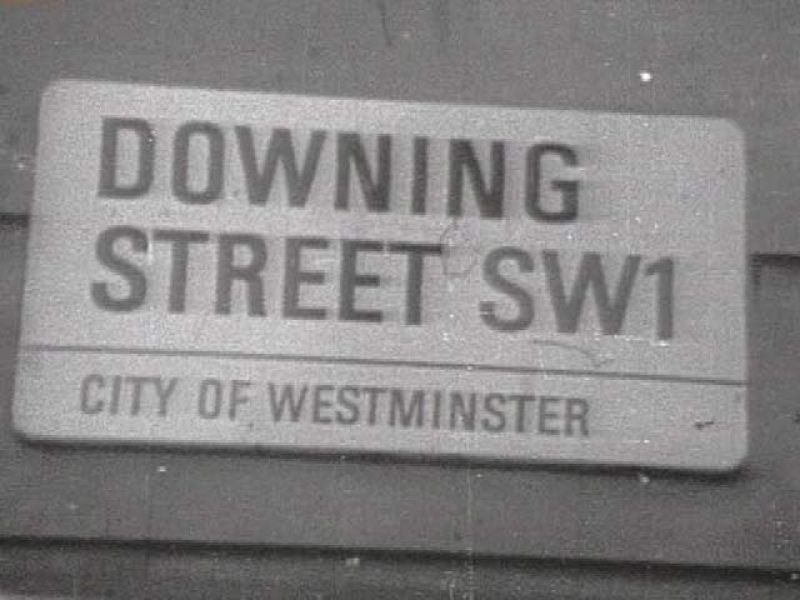 DOWNING
STREET SW1
CITY OF WESTMINSTER